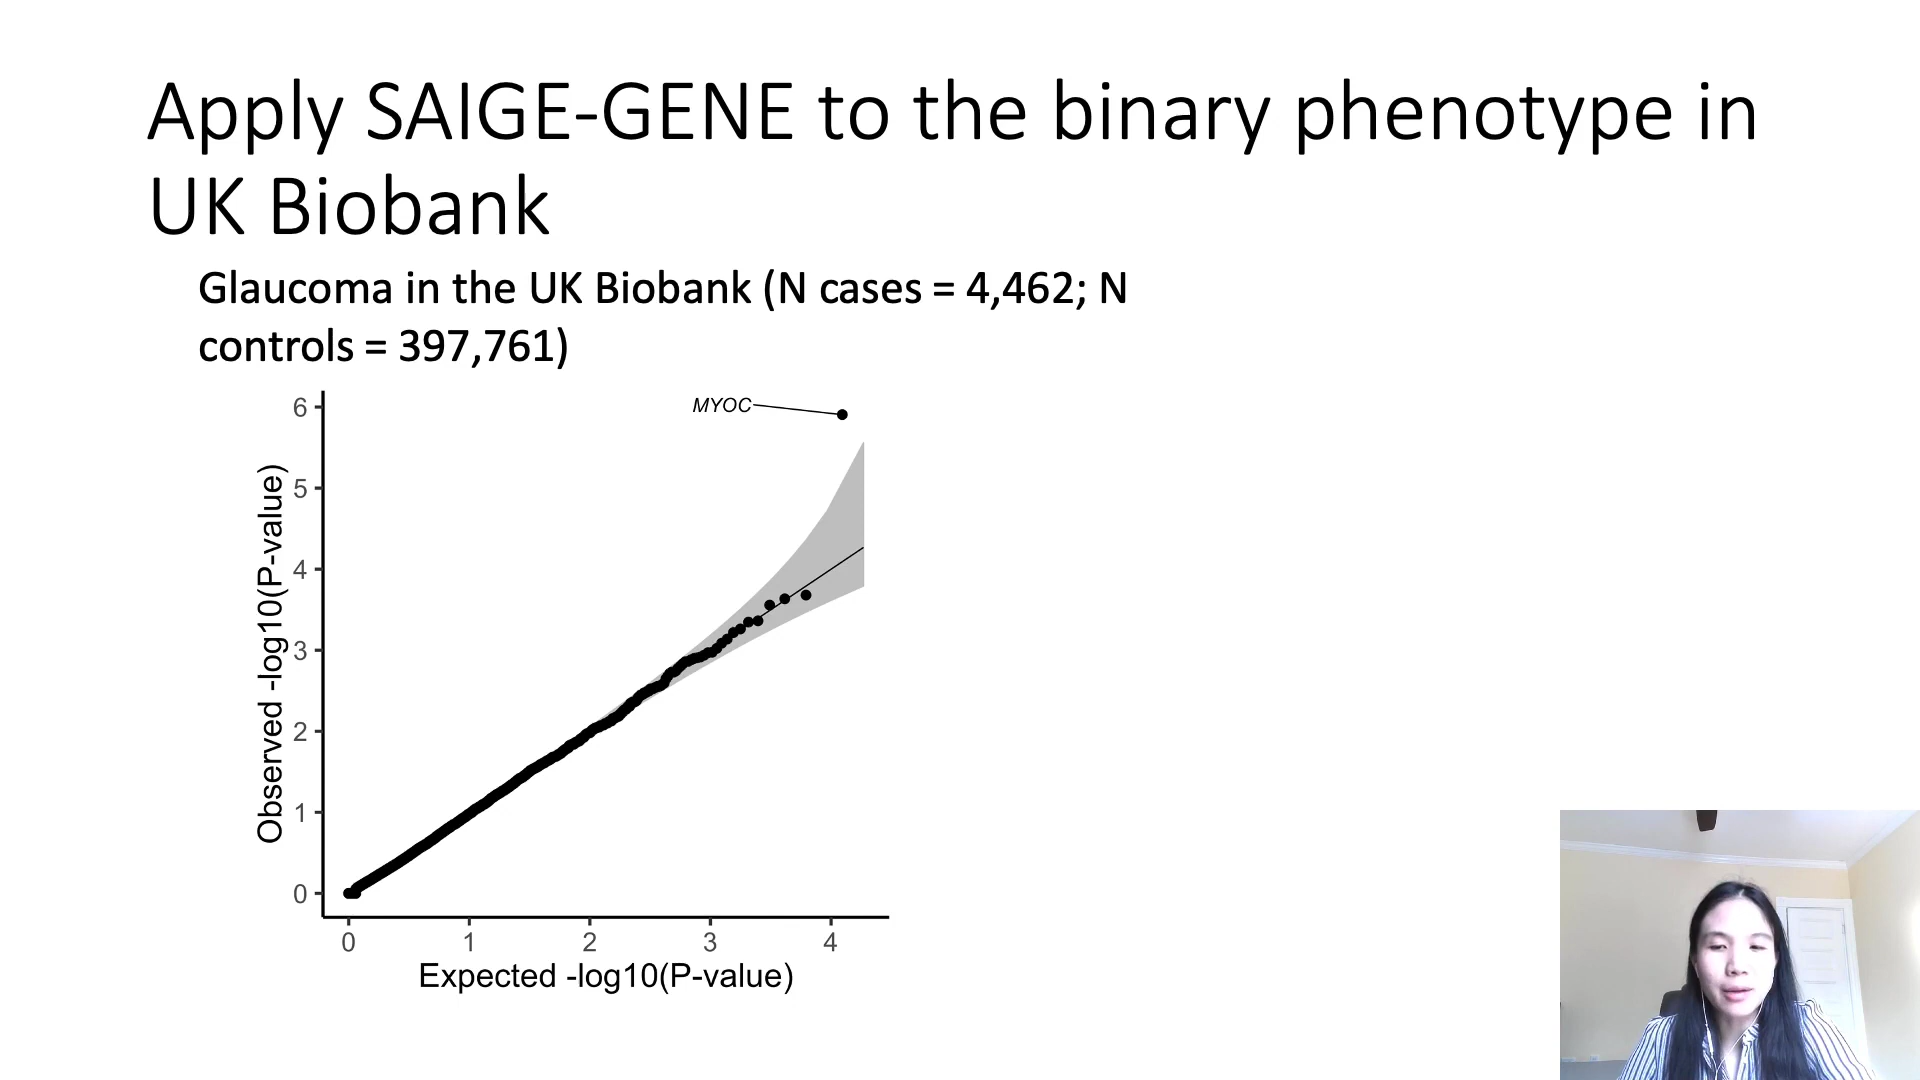 Apply SAIGE-GENE to the binary phenotype in
UK Biobank
Glaucoma in the UK Biobank (N cases = 4,462; N
controls = 397,761)
MYOC
6
5
4
3
2
1
0
Observed -log10(P-value)
0 1 2 3 4
Expected -log10(P-value)